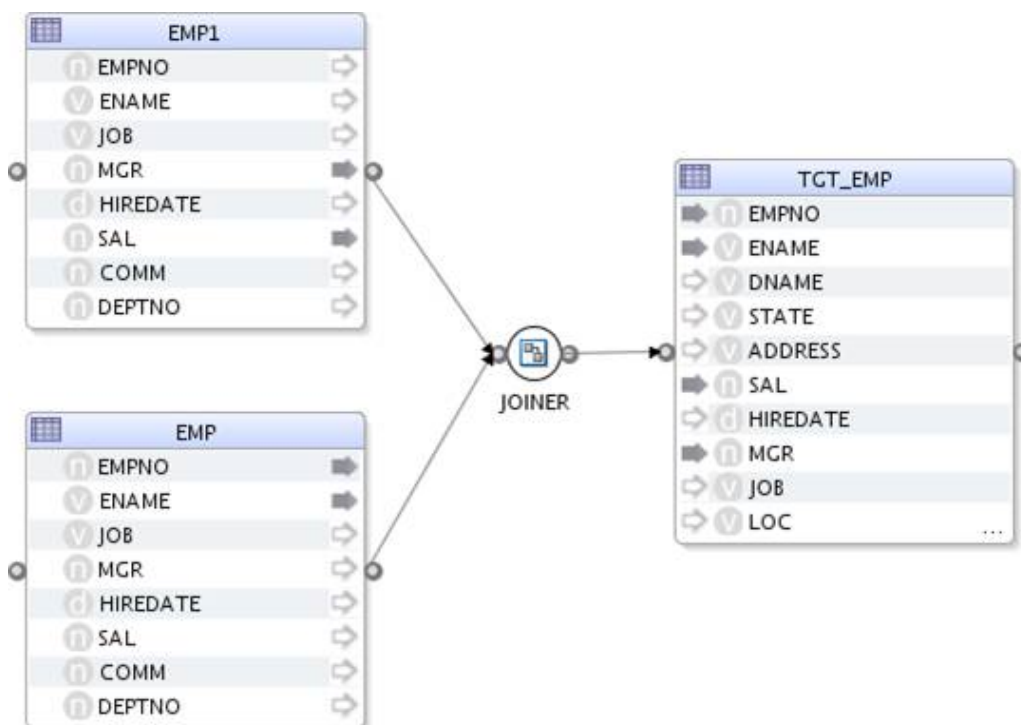 EMP1
n EMPNO
v ENAME
v JOB
n MGR
d HIREDATE
n SAL
n COMM
n DEPTNO
EMP
n EMPNO
v ENAME
v JOB
n MGR
d HIREDATE
n SAL
n COMM
n DEPTNO
JOINER
TGT_EMP
n EMPNO
v ENAME
v DNAME
v STATE
v ADDRESS
n SAL
d HIREDATE
n MGR
v JOB
v LOC
...